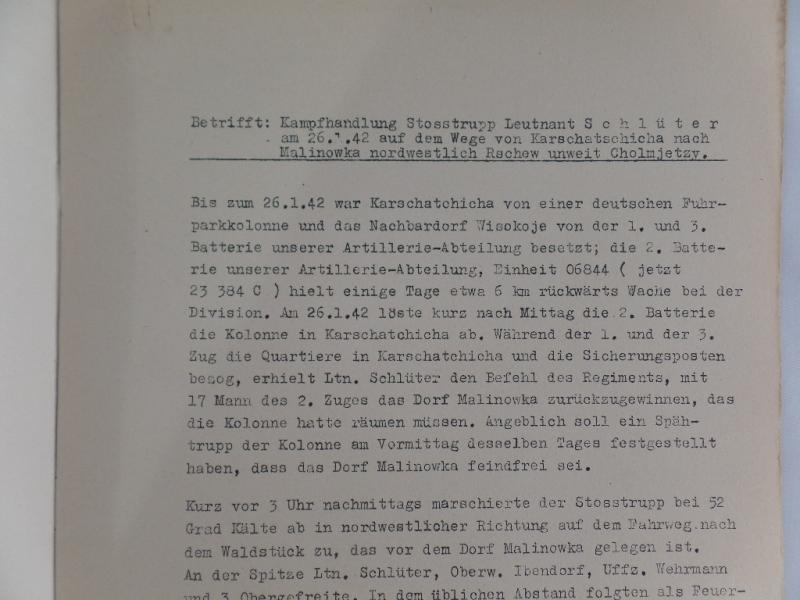 Betrifft: Kampfhandlung Stosstrupp Leutnant S c h l ü t e r
am 26.1.42 auf dem Wege von Karschatschicha nach
Malinowka nordwestlich Rschew unweit Cholmjetzy.
Bis zum 26.1.42 war Karschatchicha von einer deutschen Fuhr-
parkkolonne und das Nachbardorf Wisokoje von der 1. und 3.
Batterie unserer Artillerie-Abteilung besetzt; die 2. Batte-
rie unserer Artillerie-Abteilung, Einheit 06844 ( jetzt
23 384 C ) hielt einige Tage etwa 6 km rückwärts Wache bei der
Division. Am 26.1.42 löste kurz nach Mittag die 2. Batterie
die Kolonne in Karschatchicha ab. Während der 1. und der 3.
Zug die Quartiere in Karschatchicha und die Sicherungsposten
bezog, erhielt Ltn. Schlüter den Befehl des Regiments, mit
17 Mann des 2. Zuges das Dorf Malinowka zurückzugewinnen, das
die Kolonne hatte räumen müssen. Angeblich soll ein Späh-
trupp der Kolonne am Vormittag desselben Tages festgestellt
haben, dass das Dorf Malinowka feindfrei sei.
Kurz vor 3 Uhr nachmittags marschierte der Stosstrupp bei 52
Grad Kälte ab in nordwestlicher Richtung auf dem Fahrweg nach
dem Waldstück zu, das vor dem Dorf Malinowka gelegen ist.
An der Spitze Ltn. Schlüter, Oberw. Ibendorf, Uffz. Wehrmann
und 3 Obergefreite. In dem üblichen Abstand folgten als Feuer-